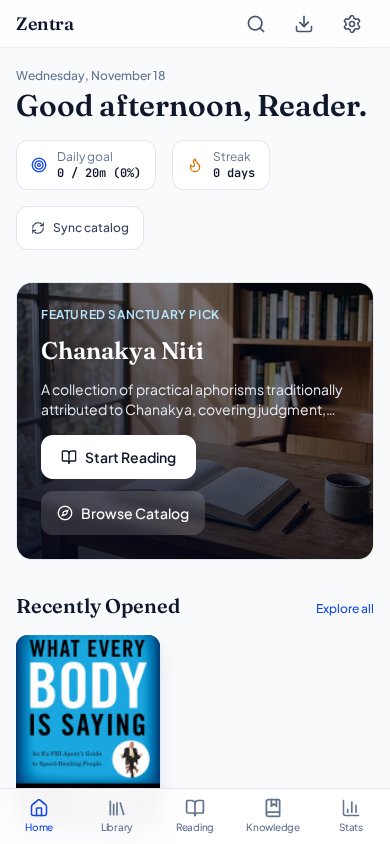 Zentra
Wednesday, November 18
Good afternoon, Reader.
Daily goal
0 / 20m (0%)
Streak
0 days
Sync catalog
FEATURED SANCTUARY PICK
Chanakya Niti
A collection of practical aphorisms traditionally
attributed to Chanakya, covering judgment,…
Start Reading
Browse Catalog
Recently Opened
Explore all
WHAT EVERY
BODY
IS SAYING
An Ex-FBI Agent's Guide
to Speed-Reading People
Home
Library
Reading
Knowledge
Stats